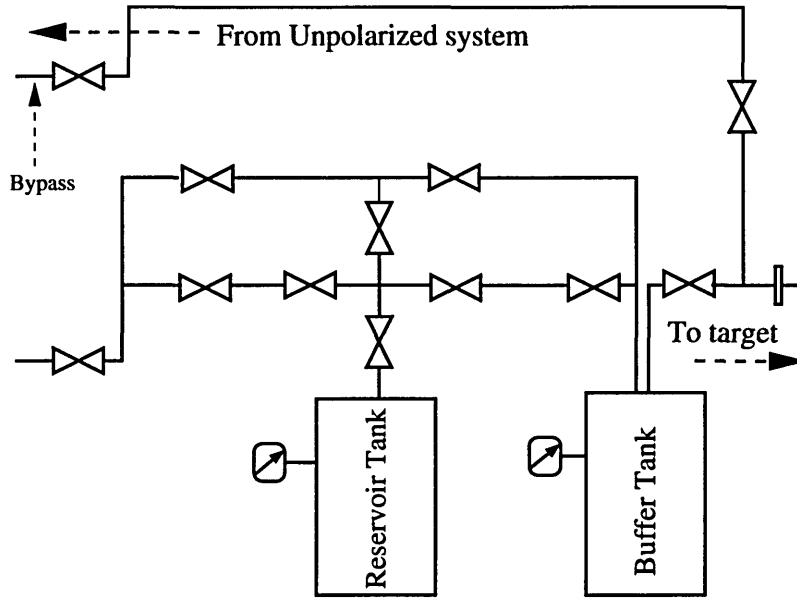 From Unpolarized system
Bypass
To target
Reservoir Tank
Buffer Tank